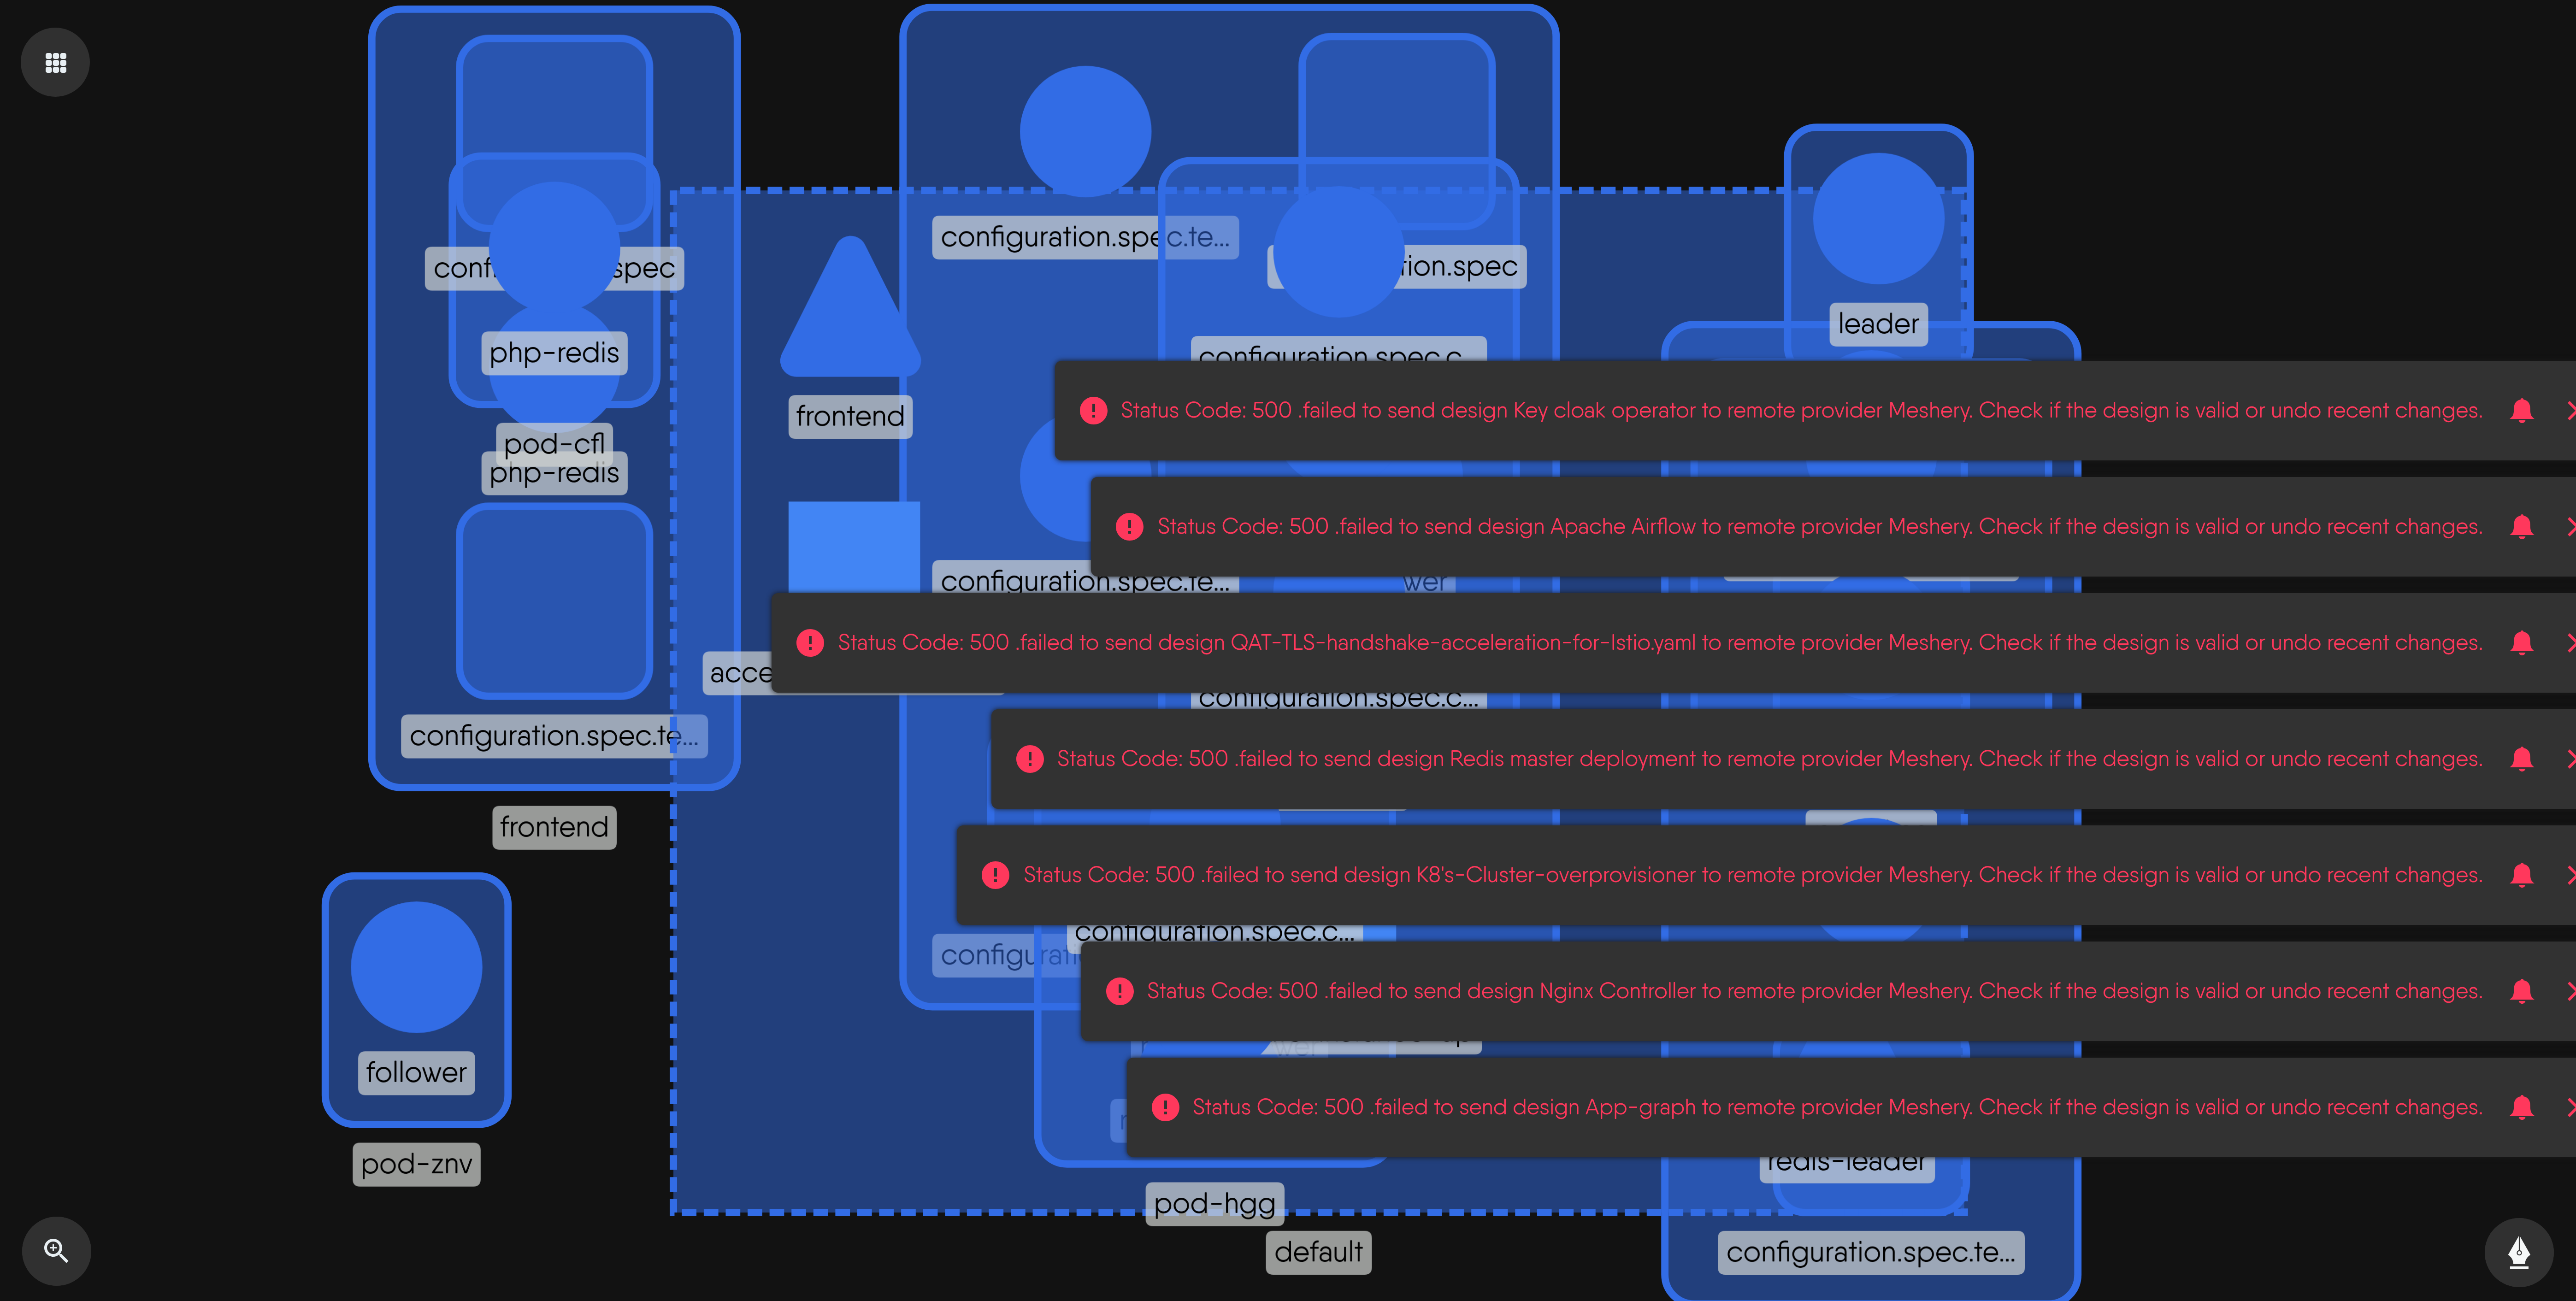 configuration.spec.te...
conf spec
tion.spec
leader
php-redis
configuration.spec.c...
frontend
Status Code: 500 .failed to send design Key cloak operator to remote provider Meshery. Check if the design is valid or undo recent changes.
pod-cfl
php-redis
Status Code: 500 .failed to send design Apache Airflow to remote provider Meshery. Check if the design is valid or undo recent changes.
configuration.spec.te...
wer
Status Code: 500 .failed to send design QAT-TLS-handshake-acceleration-for-Istio.yaml to remote provider Meshery. Check if the design is valid or undo recent changes.
acce
configuration.spec.c...
configuration.spec.te...
Status Code: 500 .failed to send design Redis master deployment to remote provider Meshery. Check if the design is valid or undo recent changes.
frontend
Status Code: 500 .failed to send design K8's-Cluster-overprovisioner to remote provider Meshery. Check if the design is valid or undo recent changes.
configuration.spec.c...
configurati
Status Code: 500 .failed to send design Nginx Controller to remote provider Meshery. Check if the design is valid or undo recent changes.
follower
Status Code: 500 .failed to send design App-graph to remote provider Meshery. Check if the design is valid or undo recent changes.
pod-znv
redis-leader
pod-hgg
default
configuration.spec.te...